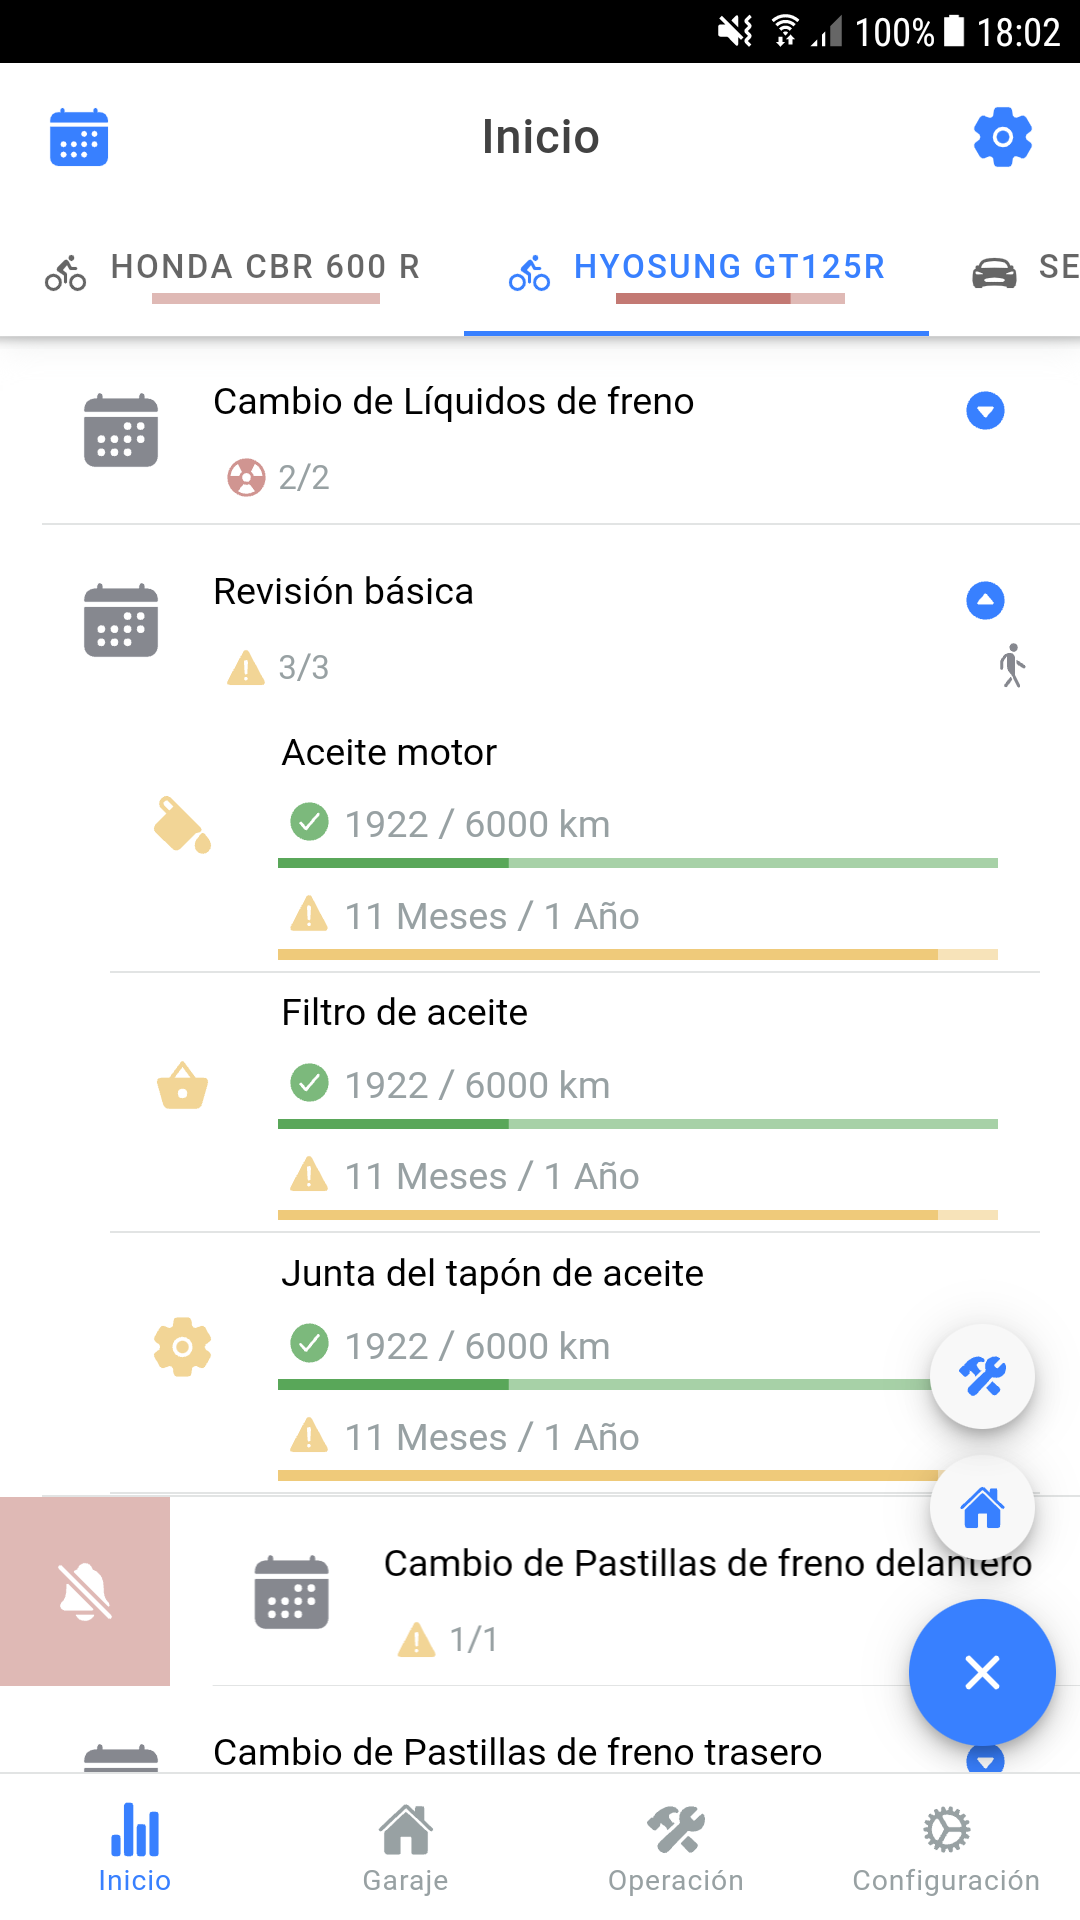 100% 18:02
Inicio
HONDA CBR 600 R HYOSUNG GT125R SE
Cambio de Líquidos de freno
2/2
Revisión básica
3/3
Aceite motor
1922 / 6000 km
11 Meses / 1 Año
Filtro de aceite
1922 / 6000 km
11 Meses / 1 Año
Junta del tapón de aceite
1922 / 6000 km
11 Meses / 1 Año
Cambio de Pastillas de freno delantero
1/1
Cambio de Pastillas de freno trasero
Inicio Garaje Operación Configuración